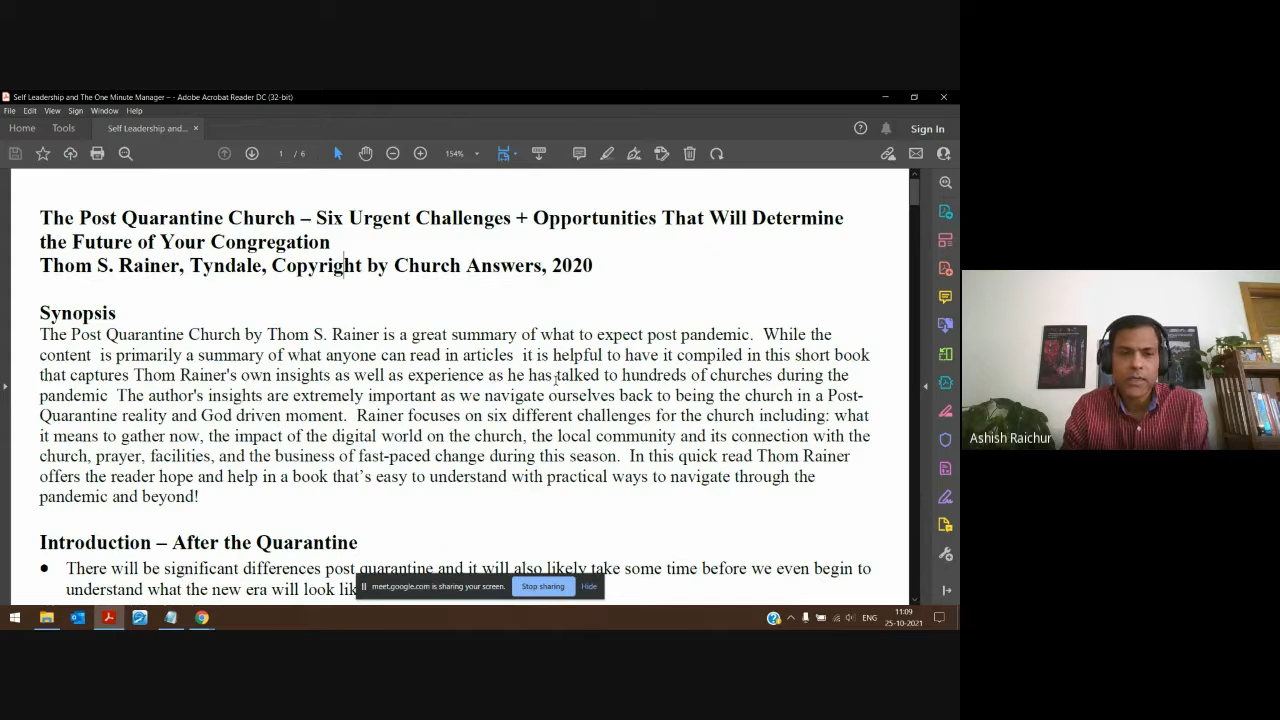 Self Leadership and The One Minute Manager – - Adobe Acrobat Reader DC (32-bit)
File Edit View Sign Window Help
Home Tools Self Leadership and... × Sign In
1 / 6 154%
The Post Quarantine Church – Six Urgent Challenges + Opportunities That Will Determine
the Future of Your Congregation
Thom S. Rainer, Tyndale, Copyright by Church Answers, 2020
Synopsis
The Post Quarantine Church by Thom S. Rainer is a great summary of what to expect post pandemic. While the
content is primarily a summary of what anyone can read in articles it is helpful to have it compiled in this short book
that captures Thom Rainer's own insights as well as experience as he has talked to hundreds of churches during the
pandemic The author's insights are extremely important as we navigate ourselves back to being the church in a Post-
Quarantine reality and God driven moment. Rainer focuses on six different challenges for the church including: what
it means to gather now, the impact of the digital world on the church, the local community and its connection with the
church, prayer, facilities, and the business of fast-paced change during this season. In this quick read Thom Rainer
offers the reader hope and help in a book that's easy to understand with practical ways to navigate through the
pandemic and beyond!
Introduction – After the Quarantine
● There will be significant differences post quarantine and it will also likely take some time before we even begin to
understand what the new era will look lik
meet.google.com is sharing your screen. Stop sharing Hide
ENG 11:09
25-10-2021
Ashish Raichur